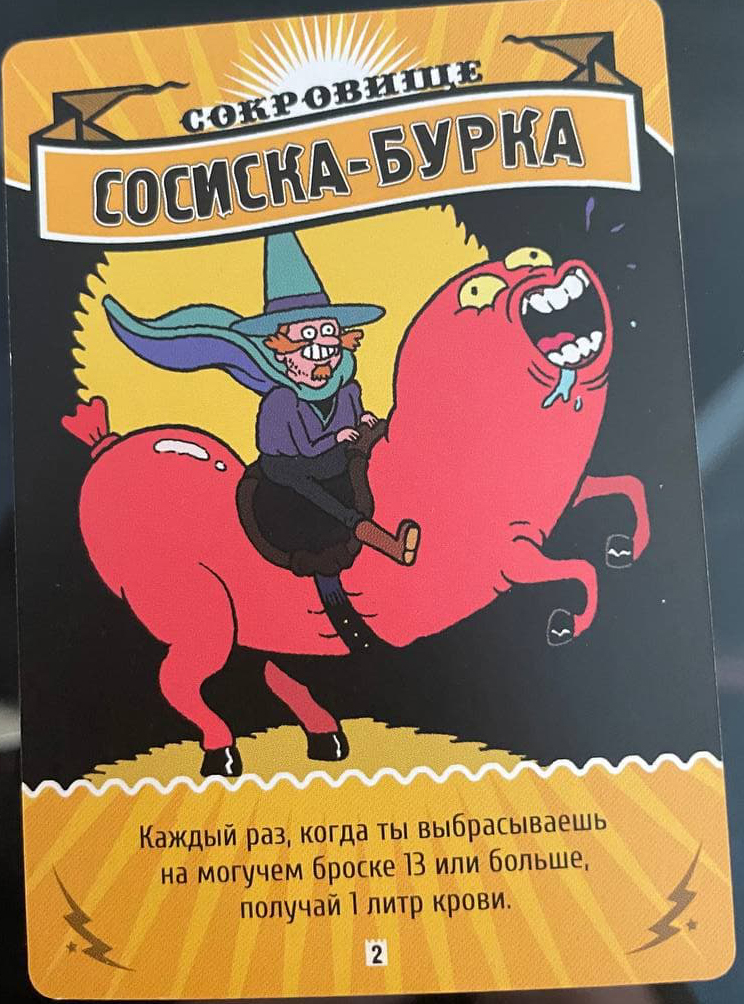 СОКРОВИЩЕ
СОСИСКА-БУРКА
Каждый раз, когда ты выбрасываешь
на могучем броске 13 или больше,
получай 1 литр крови.
2